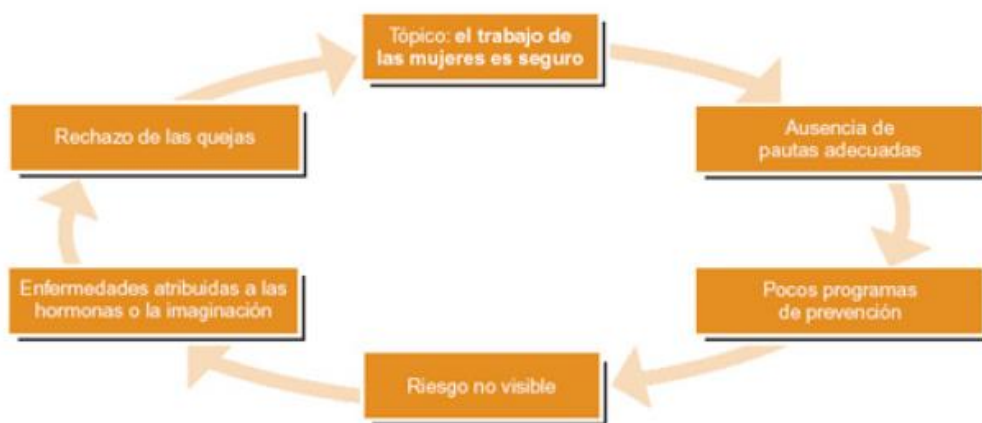 Tópico: el trabajo de
las mujeres es seguro
Ausencia de
pautas adecuadas
Pocos programas
de prevención
Riesgo no visible
Enfermedades atribuidas a las
hormonas o la imaginación
Rechazo de las quejas